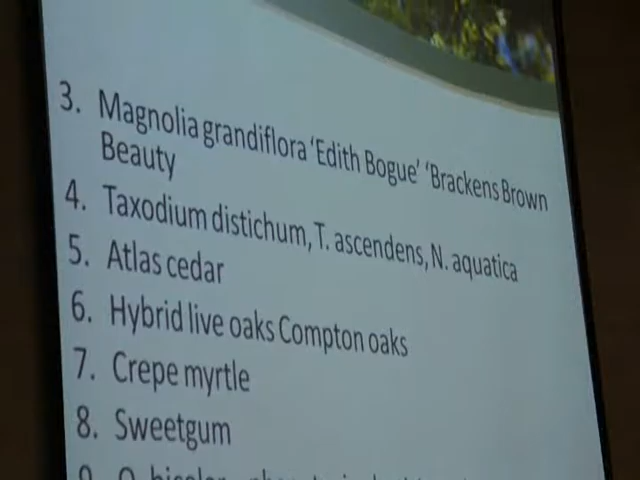 3. Magnolia grandiflora 'Edith Bogue' 'Brackens Brown
Beauty
4. Taxodium distichum, T. ascendens, N. aquatica
5. Atlas cedar
6. Hybrid live oaks Compton oaks
7. Crepe myrtle
8. Sweetgum